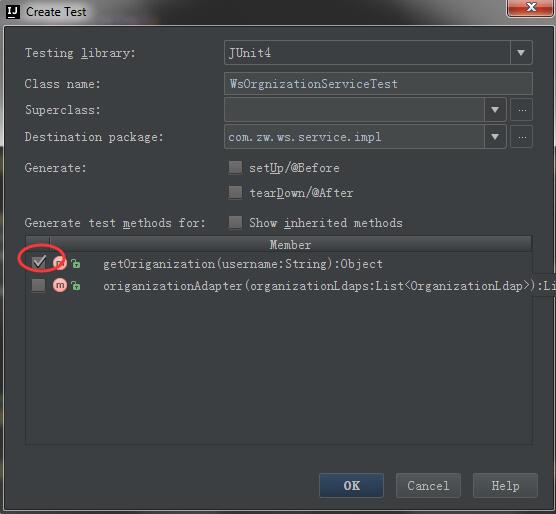 Create Test
Testing library: JUnit4
Class name: WsOrgnizationServiceTest
Superclass:
Destination package: com.zw.ws.service.impl
Generate: setUp/@Before
tearDown/@After
Generate test methods for: Show inherited methods
Member
m getOriganization(username:String):Object
m origanizationAdapter(organizationLdaps:List<OrganizationLdap>):Li
OK Cancel Help